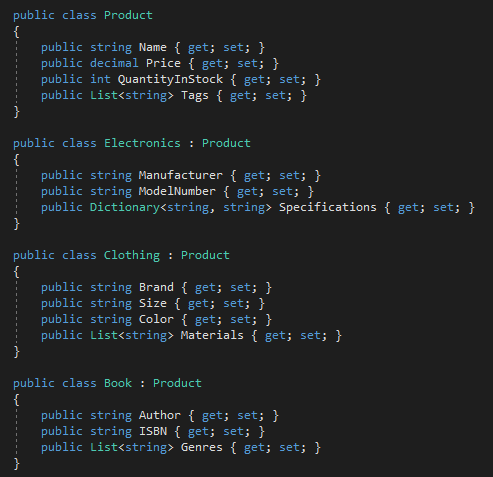 public class Product
{
    public string Name { get; set; }
    public decimal Price { get; set; }
    public int QuantityInStock { get; set; }
    public List<string> Tags { get; set; }
}

public class Electronics : Product
{
    public string Manufacturer { get; set; }
    public string ModelNumber { get; set; }
    public Dictionary<string, string> Specifications { get; set; }
}

public class Clothing : Product
{
    public string Brand { get; set; }
    public string Size { get; set; }
    public string Color { get; set; }
    public List<string> Materials { get; set; }
}

public class Book : Product
{
    public string Author { get; set; }
    public string ISBN { get; set; }
    public List<string> Genres { get; set; }
}